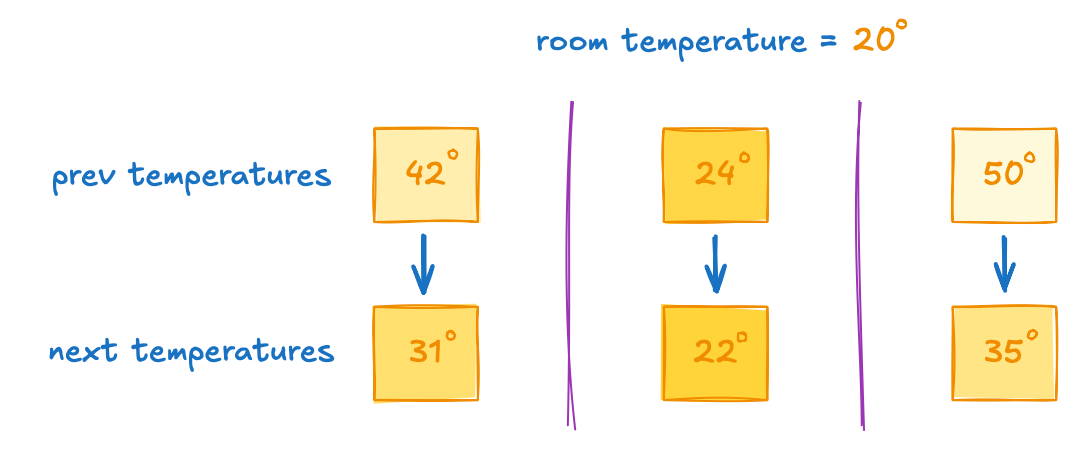 room temperature = 20°
prev temperatures 42° 24° 50°
next temperatures 31° 22° 35°